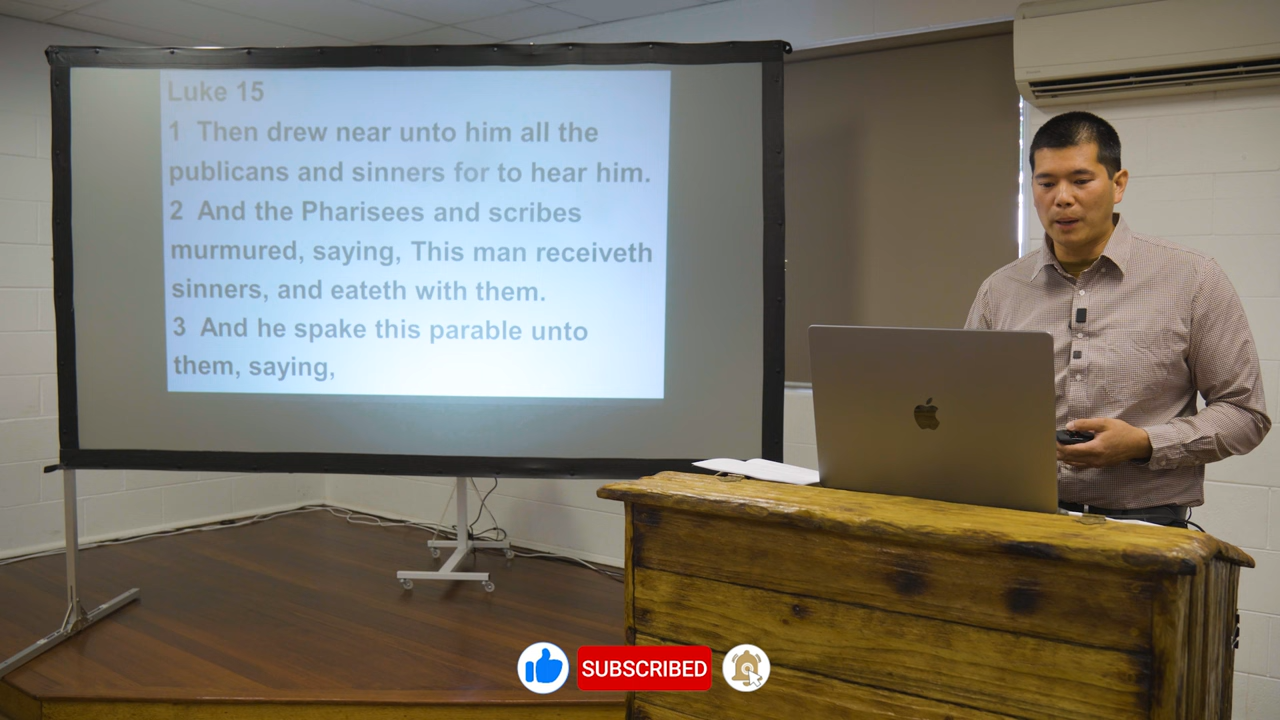 Luke 15
1 Then drew near unto him all the
publicans and sinners for to hear him.
2 And the Pharisees and scribes
murmured, saying, This man receiveth
sinners, and eateth with them.
3 And he spake this parable unto
them, saying,
SUBSCRIBED